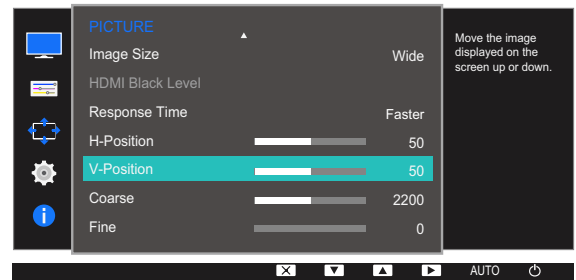 PICTURE
Image Size Wide
HDMI Black Level
Response Time Faster
H-Position 50
V-Position 50
Coarse 2200
Fine 0
Move the image
displayed on the
screen up or down.
AUTO